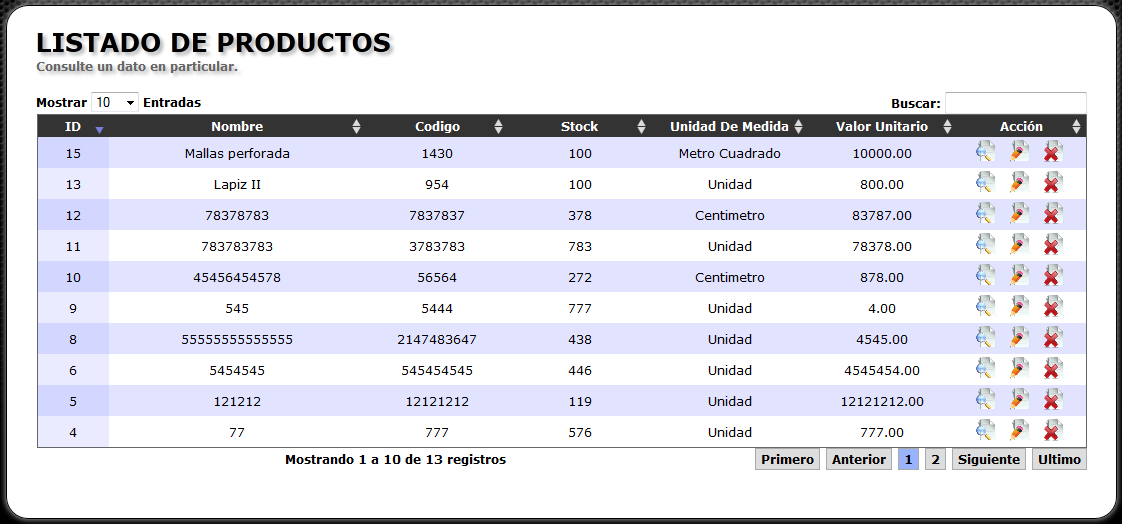 LISTADO DE PRODUCTOS
Consulte un dato en particular.
Mostrar 10 Entradas Buscar:
ID Nombre Codigo Stock Unidad De Medida Valor Unitario Acción
15 Mallas perforada 1430 100 Metro Cuadrado 10000.00
13 Lapiz II 954 100 Unidad 800.00
12 78378783 7837837 378 Centimetro 83787.00
11 783783783 3783783 783 Unidad 78378.00
10 45456454578 56564 272 Centimetro 878.00
9 545 5444 777 Unidad 4.00
8 55555555555555 2147483647 438 Unidad 4545.00
6 5454545 545454545 446 Unidad 4545454.00
5 121212 12121212 119 Unidad 12121212.00
4 77 777 576 Unidad 777.00
Mostrando 1 a 10 de 13 registros Primero Anterior 1 2 Siguiente Ultimo